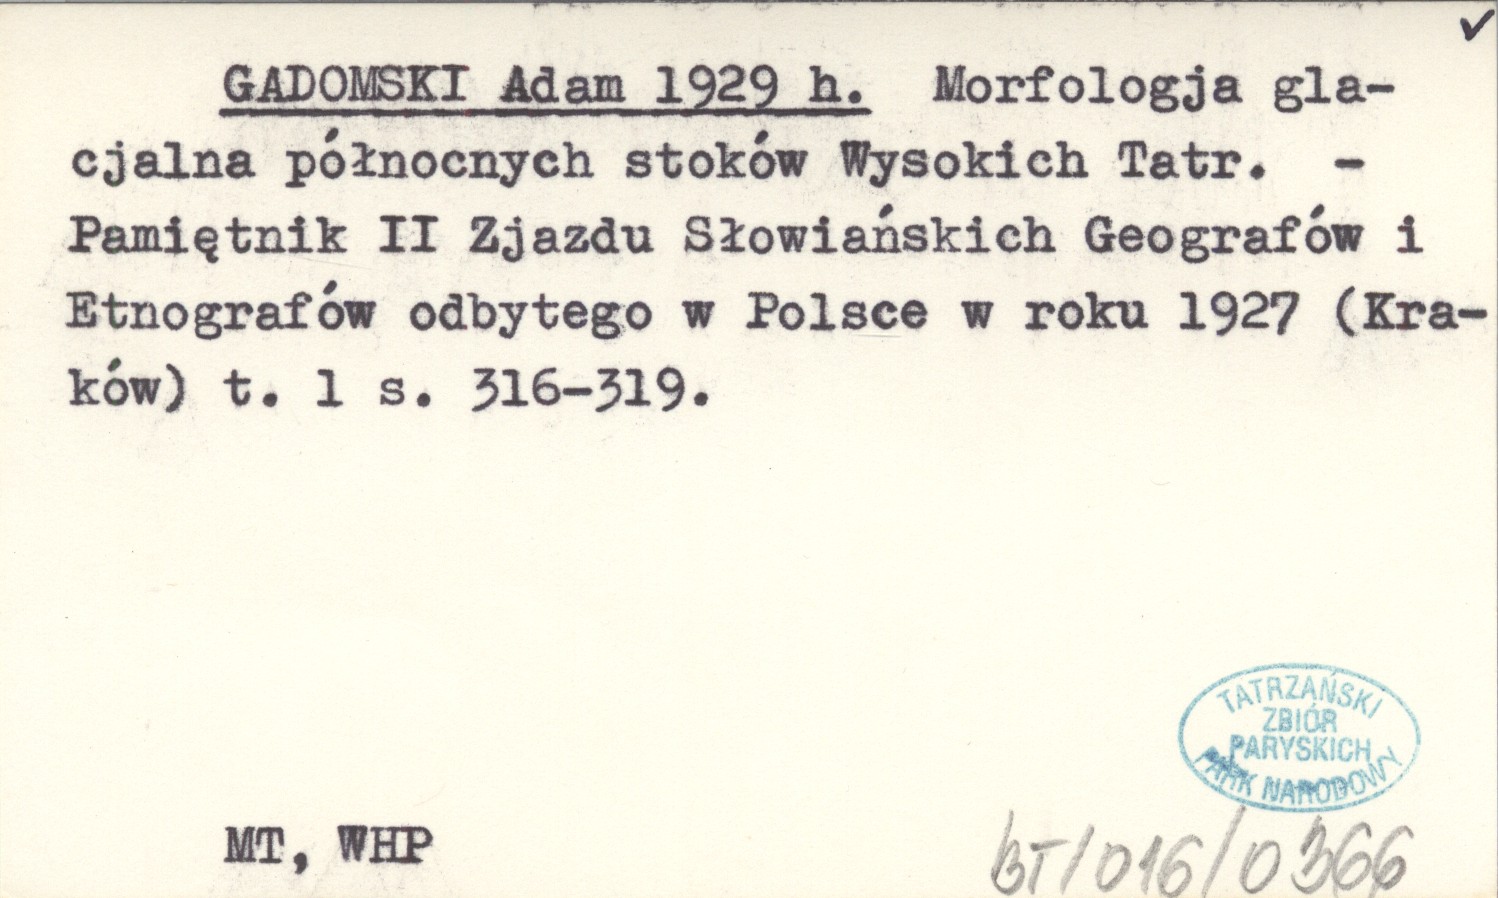 ✓
GADOMSKI Adam 1929 h. Morfologja gla-
cjalna północnych stoków Wysokich Tatr. -
Pamiętnik II Zjazdu Słowiańskich Geografów i
Etnografów odbytego w Polsce w roku 1927 (Kra-
ków) t. 1 s. 316-319.
TATRZAŃSKI
ZBIÓR
PARYSKICH
PARK NARODOWY
MT, WHP
BT/016/0366